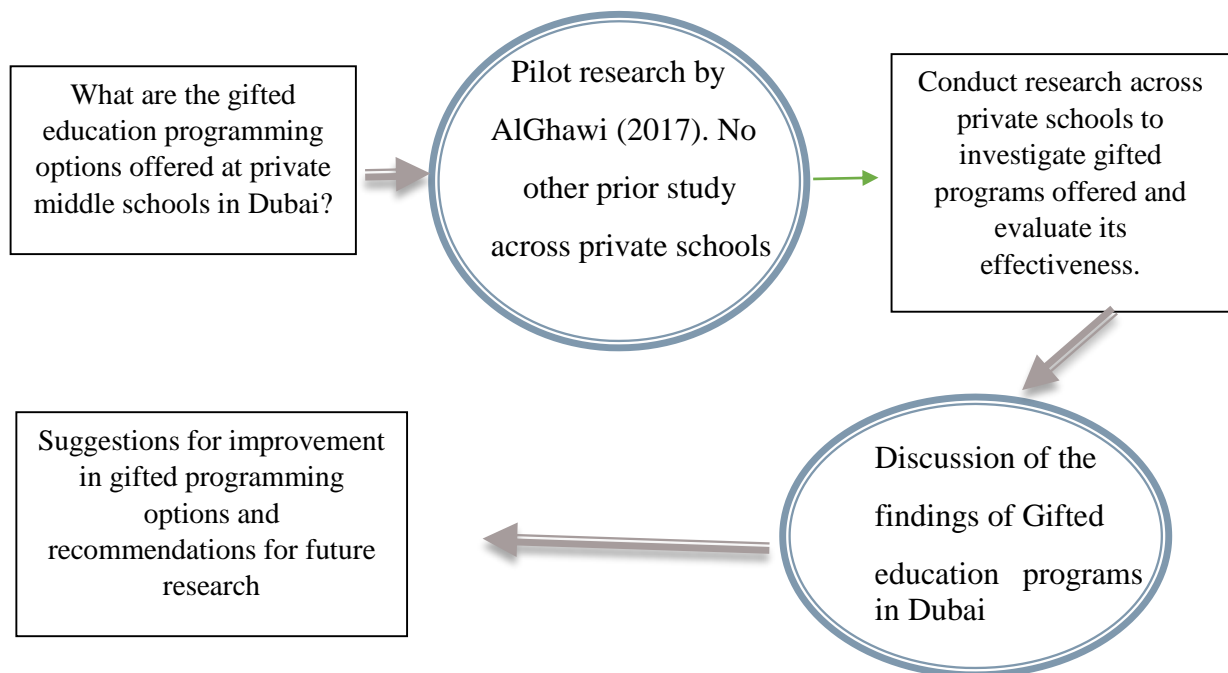 What are the gifted
education programming
options offered at private
middle schools in Dubai?
Pilot research by
AlGhawi (2017). No
other prior study
across private schools
Conduct research across
private schools to
investigate gifted
programs offered and
evaluate its
effectiveness.
Discussion of the
findings of Gifted
education programs
in Dubai
Suggestions for improvement
in gifted programming
options and
recommendations for future
research